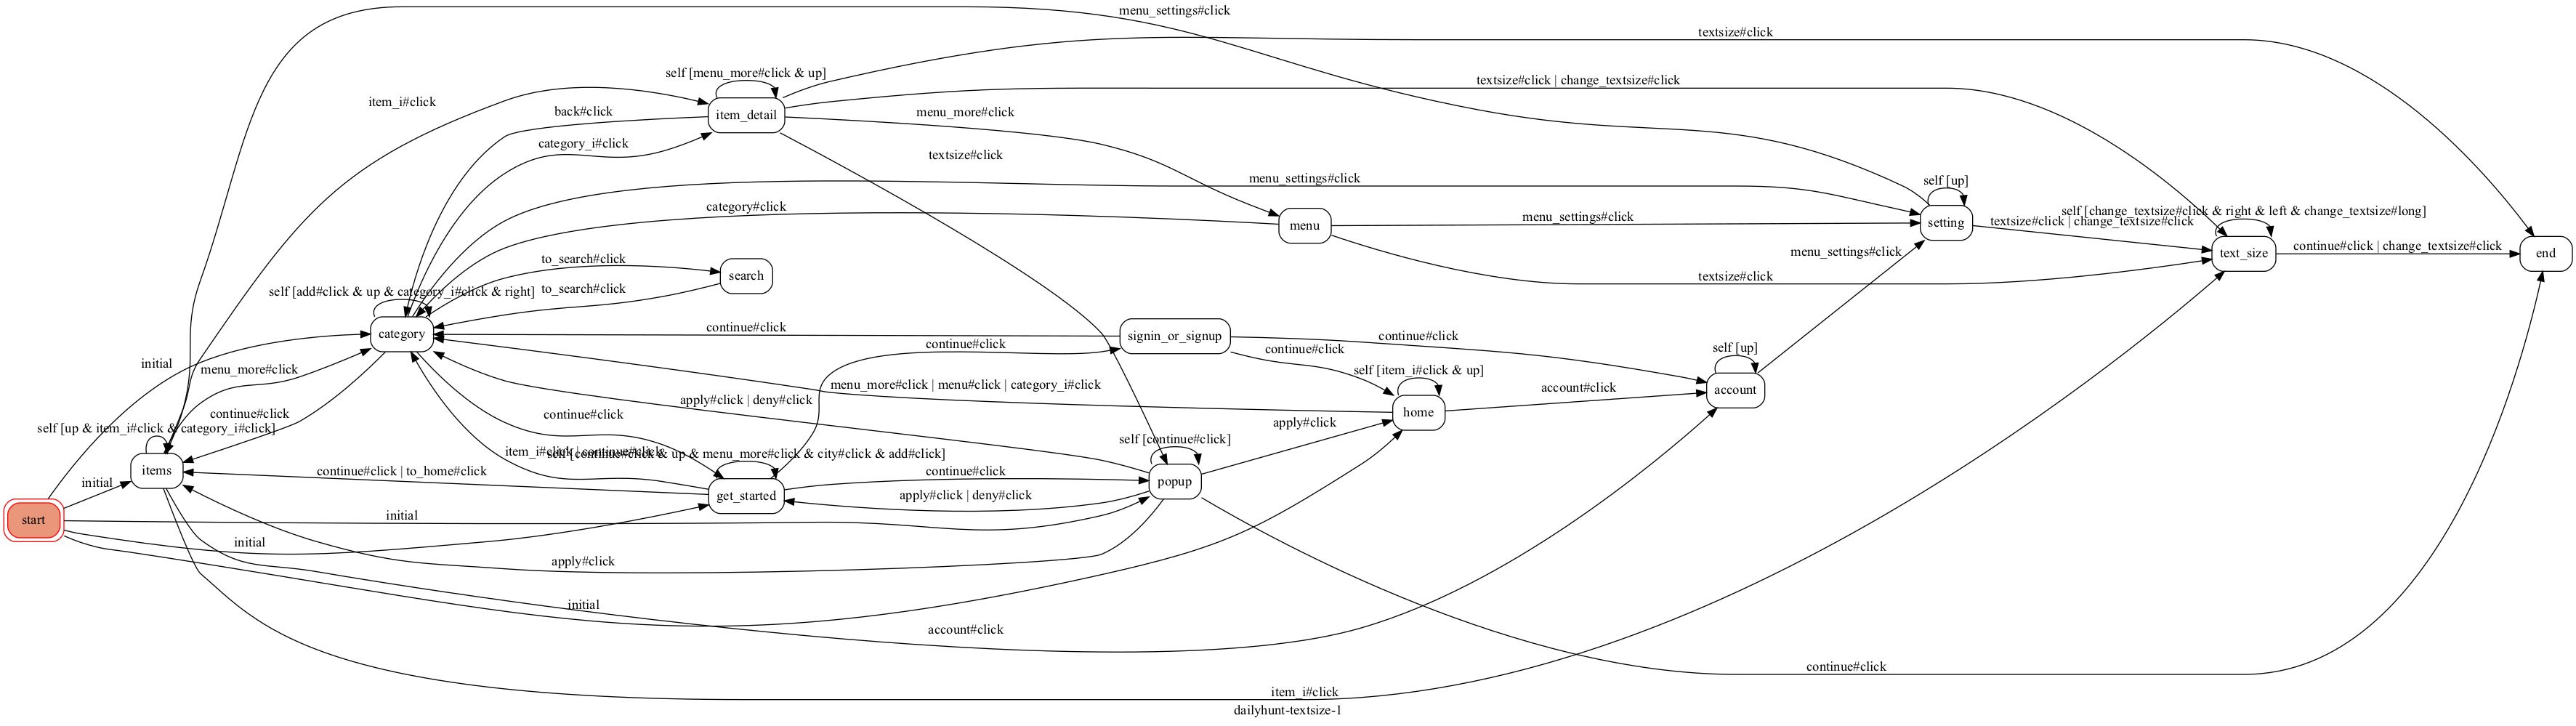 menu_settings#click
textsize#click
self [menu_more#click & up]
textsize#click | change_textsize#click
item_i#click
back#click
item_detail
menu_more#click
category_i#click
textsize#click
menu_settings#click
self [up]
category#click
menu
menu_settings#click
setting
self [change_textsize#click & right & left & change_textsize#long]
textsize#click | change_textsize#click
continue#click | change_textsize#click
text_size
end
menu_settings#click
to_search#click
search
textsize#click
to_search#click
self [add#click & up & category_i#click & right]
category
continue#click
signin_or_signup
continue#click
continue#click
continue#click
self [up]
initial
menu_more#click
self [item_i#click & up]
menu_more#click | menu#click | category_i#click
account#click
account
apply#click | deny#click
home
continue#click
continue#click
apply#click
self [up & item_i#click & category_i#click]
self [continue#click]
item_i#click | continue#click
self [continue#click & up & menu_more#click & city#click & add#click]
items
continue#click | to_home#click
continue#click
popup
initial
get_started
apply#click | deny#click
start
initial
initial
apply#click
initial
account#click
continue#click
item_i#click
dailyhunt-textsize-1